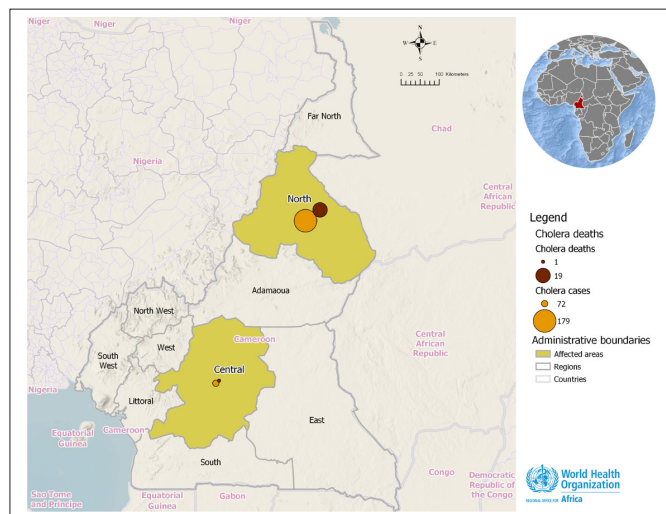 Niger
Niger
Niger
N
W E
S
0 25 50 100 Kilometers
Far North
Chad
Nigeria
North
Central
African
Republic
Adamaoua
North West
Cameroon
Central
African
Republic
South
West
West
Central
Nigeria
Littoral
East
Equatorial
Guinea
Cameroon
South
Congo
Democratic
Republic of
the Congo
Sao Tome
and Principe
Equatorial
Guinea
Gabon
Legend
Cholera deaths
Cholera deaths
1
19
Cholera cases
72
179
Administrative boundaries
Affected areas
Regions
Countries
World Health
Organization
REGIONAL OFFICE FOR Africa